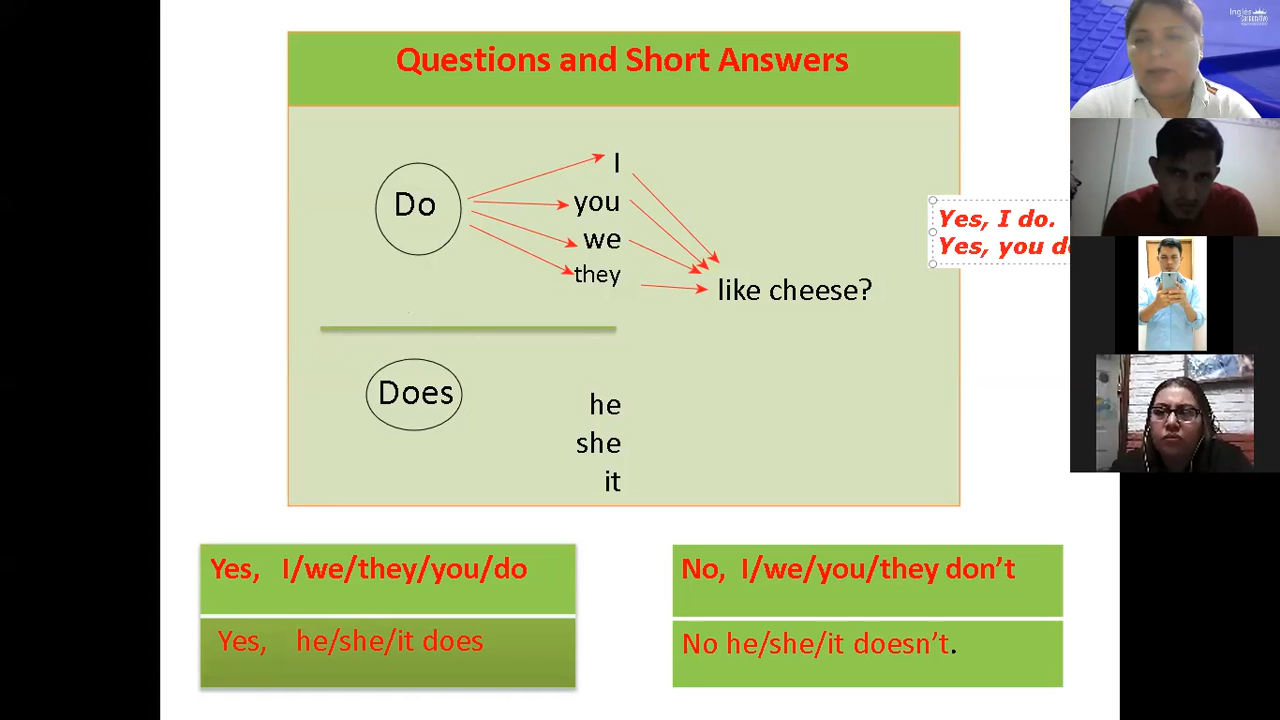 Questions and Short Answers
Do
I
you
we
they
like cheese?
Yes, I do.
Yes, you
Does
he
she
it
Yes, I/we/they/you/do
Yes, he/she/it does
No, I/we/you/they don’t
No he/she/it doesn’t.
Ingles